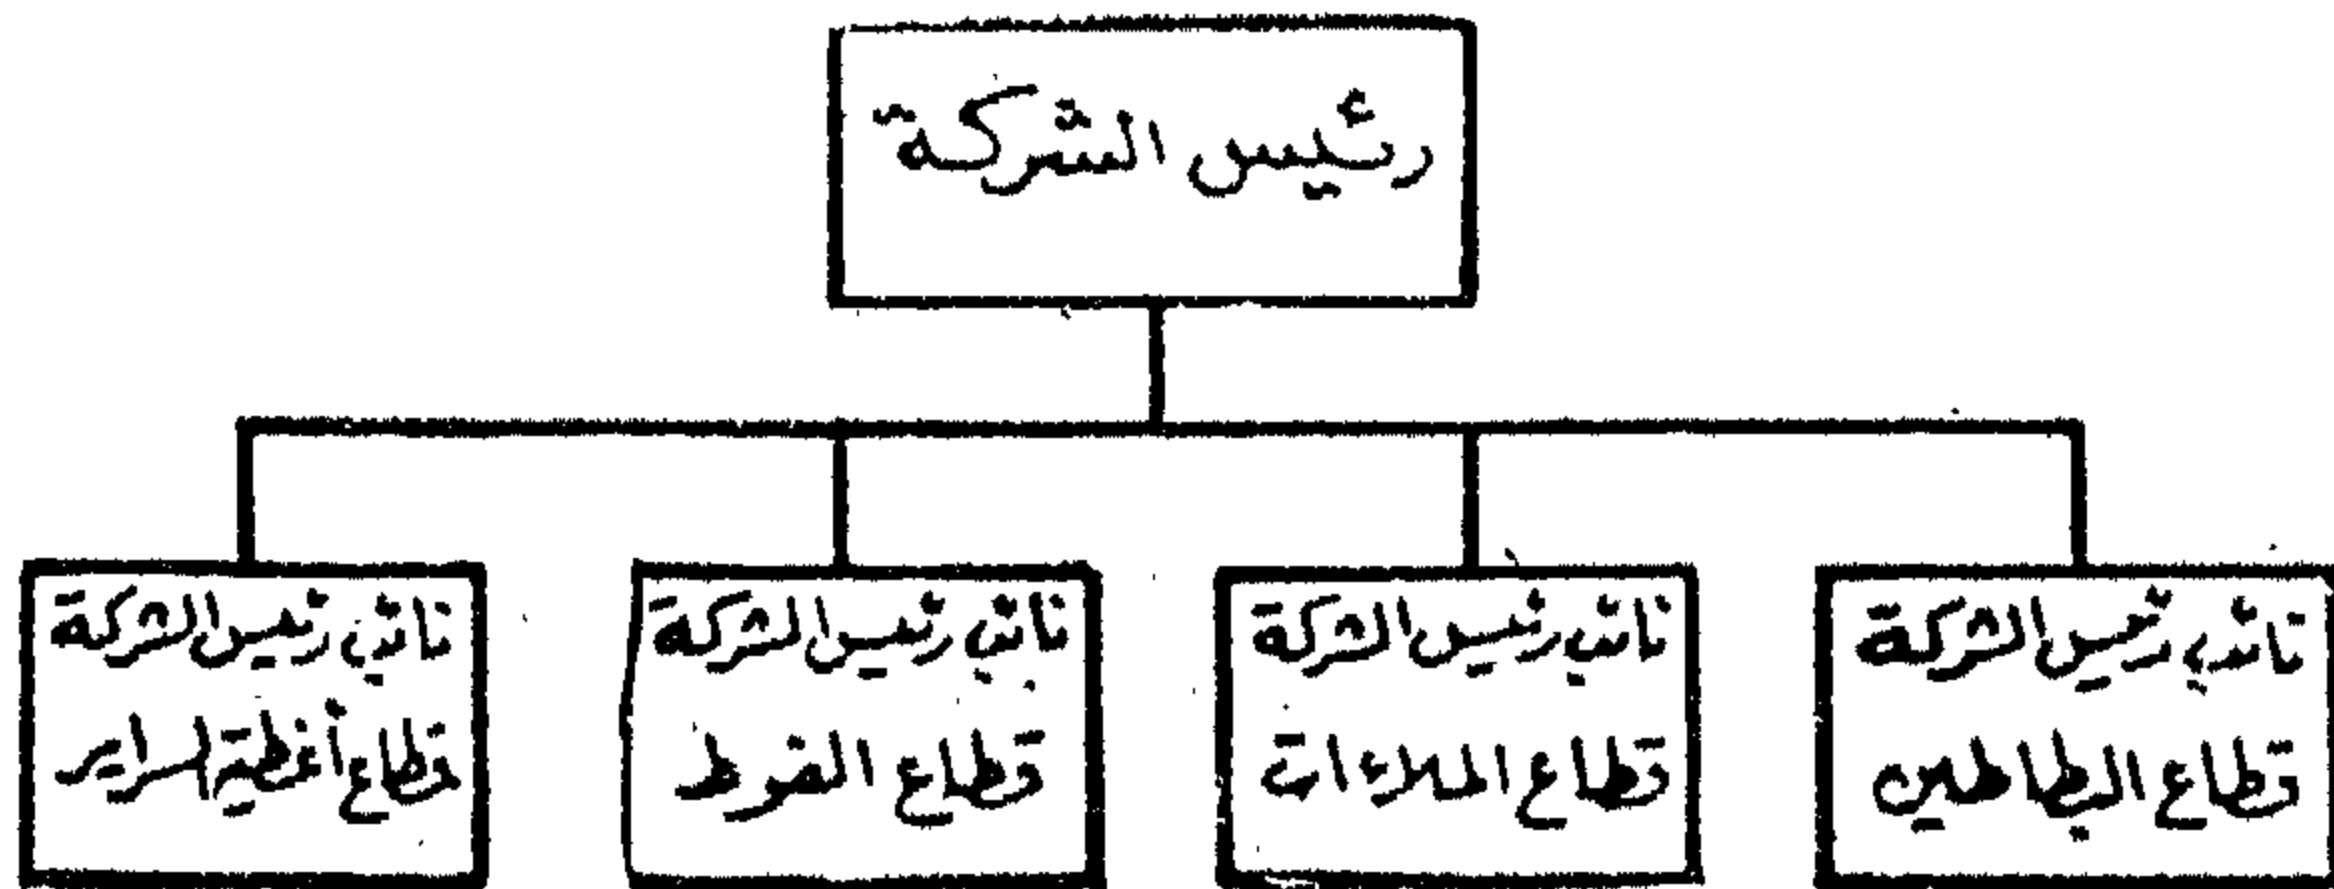 رئيس الشركة
نائب رئيس الشركة
قطاع البطاطين
نائب رئيس الشركة
قطاع الملاءات
نائب رئيس الشركة
قطاع الفوط
نائب رئيس الشركة
قطاع أغطية السراير